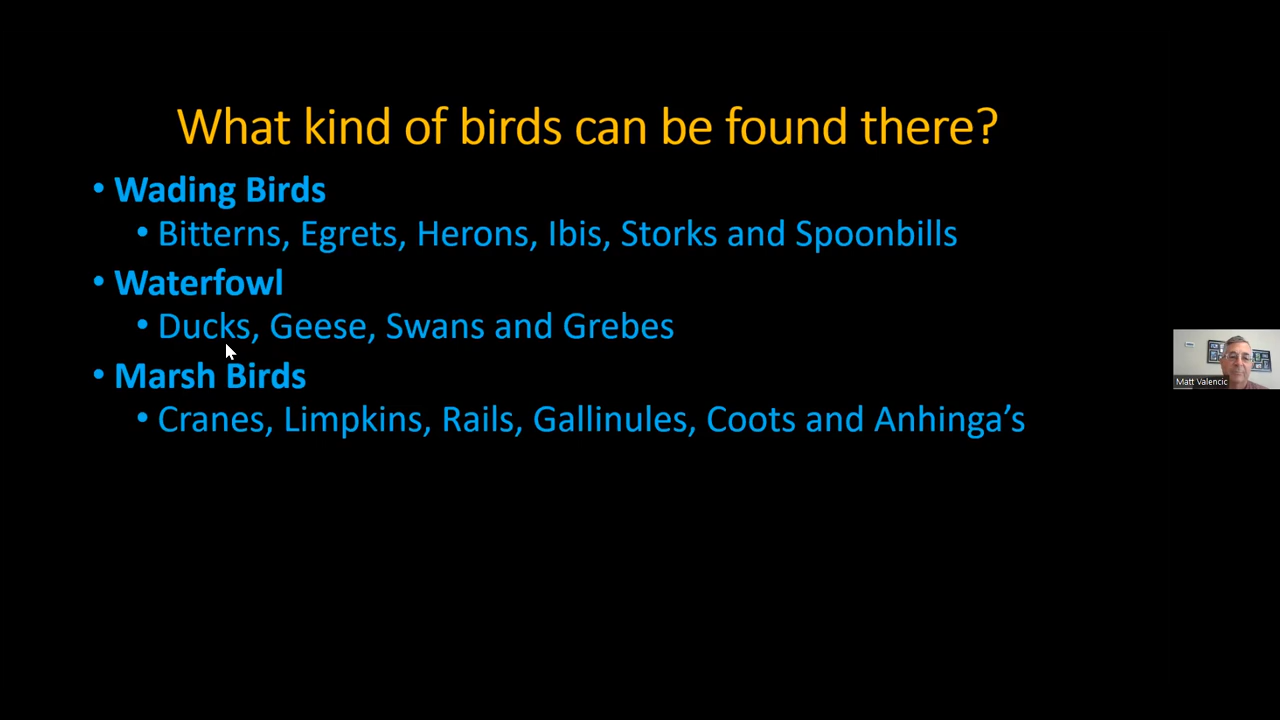 What kind of birds can be found there?
• Wading Birds
• Bitterns, Egrets, Herons, Ibis, Storks and Spoonbills
• Waterfowl
• Ducks, Geese, Swans and Grebes
• Marsh Birds
• Cranes, Limpkins, Rails, Gallinules, Coots and Anhinga’s
Matt Valencic